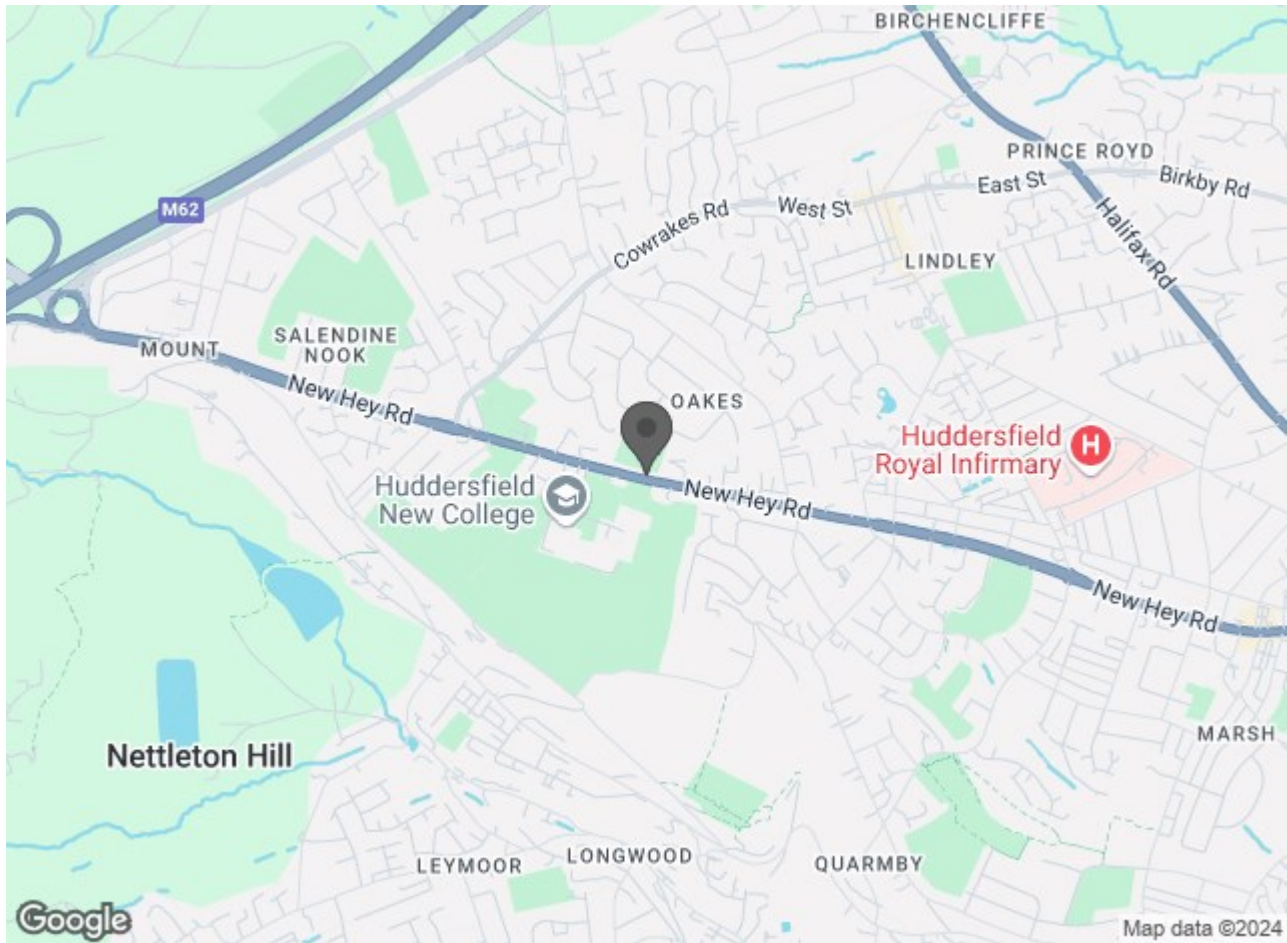 BIRCHENCLIFFE
PRINCE ROYD
East St
Birkby Rd
M62
West St
Cowrakes Rd
Halifax Rd
LINDLEY
SALENDINE
NOOK
MOUNT
New Hey Rd
OAKES
Huddersfield
Royal Infirmary
H
Huddersfield
New College
New Hey Rd
New Hey Rd
MARSH
Nettleton Hill
LEYMOOR
LONGWOOD
QUARMBY
Google
Map data ©2024